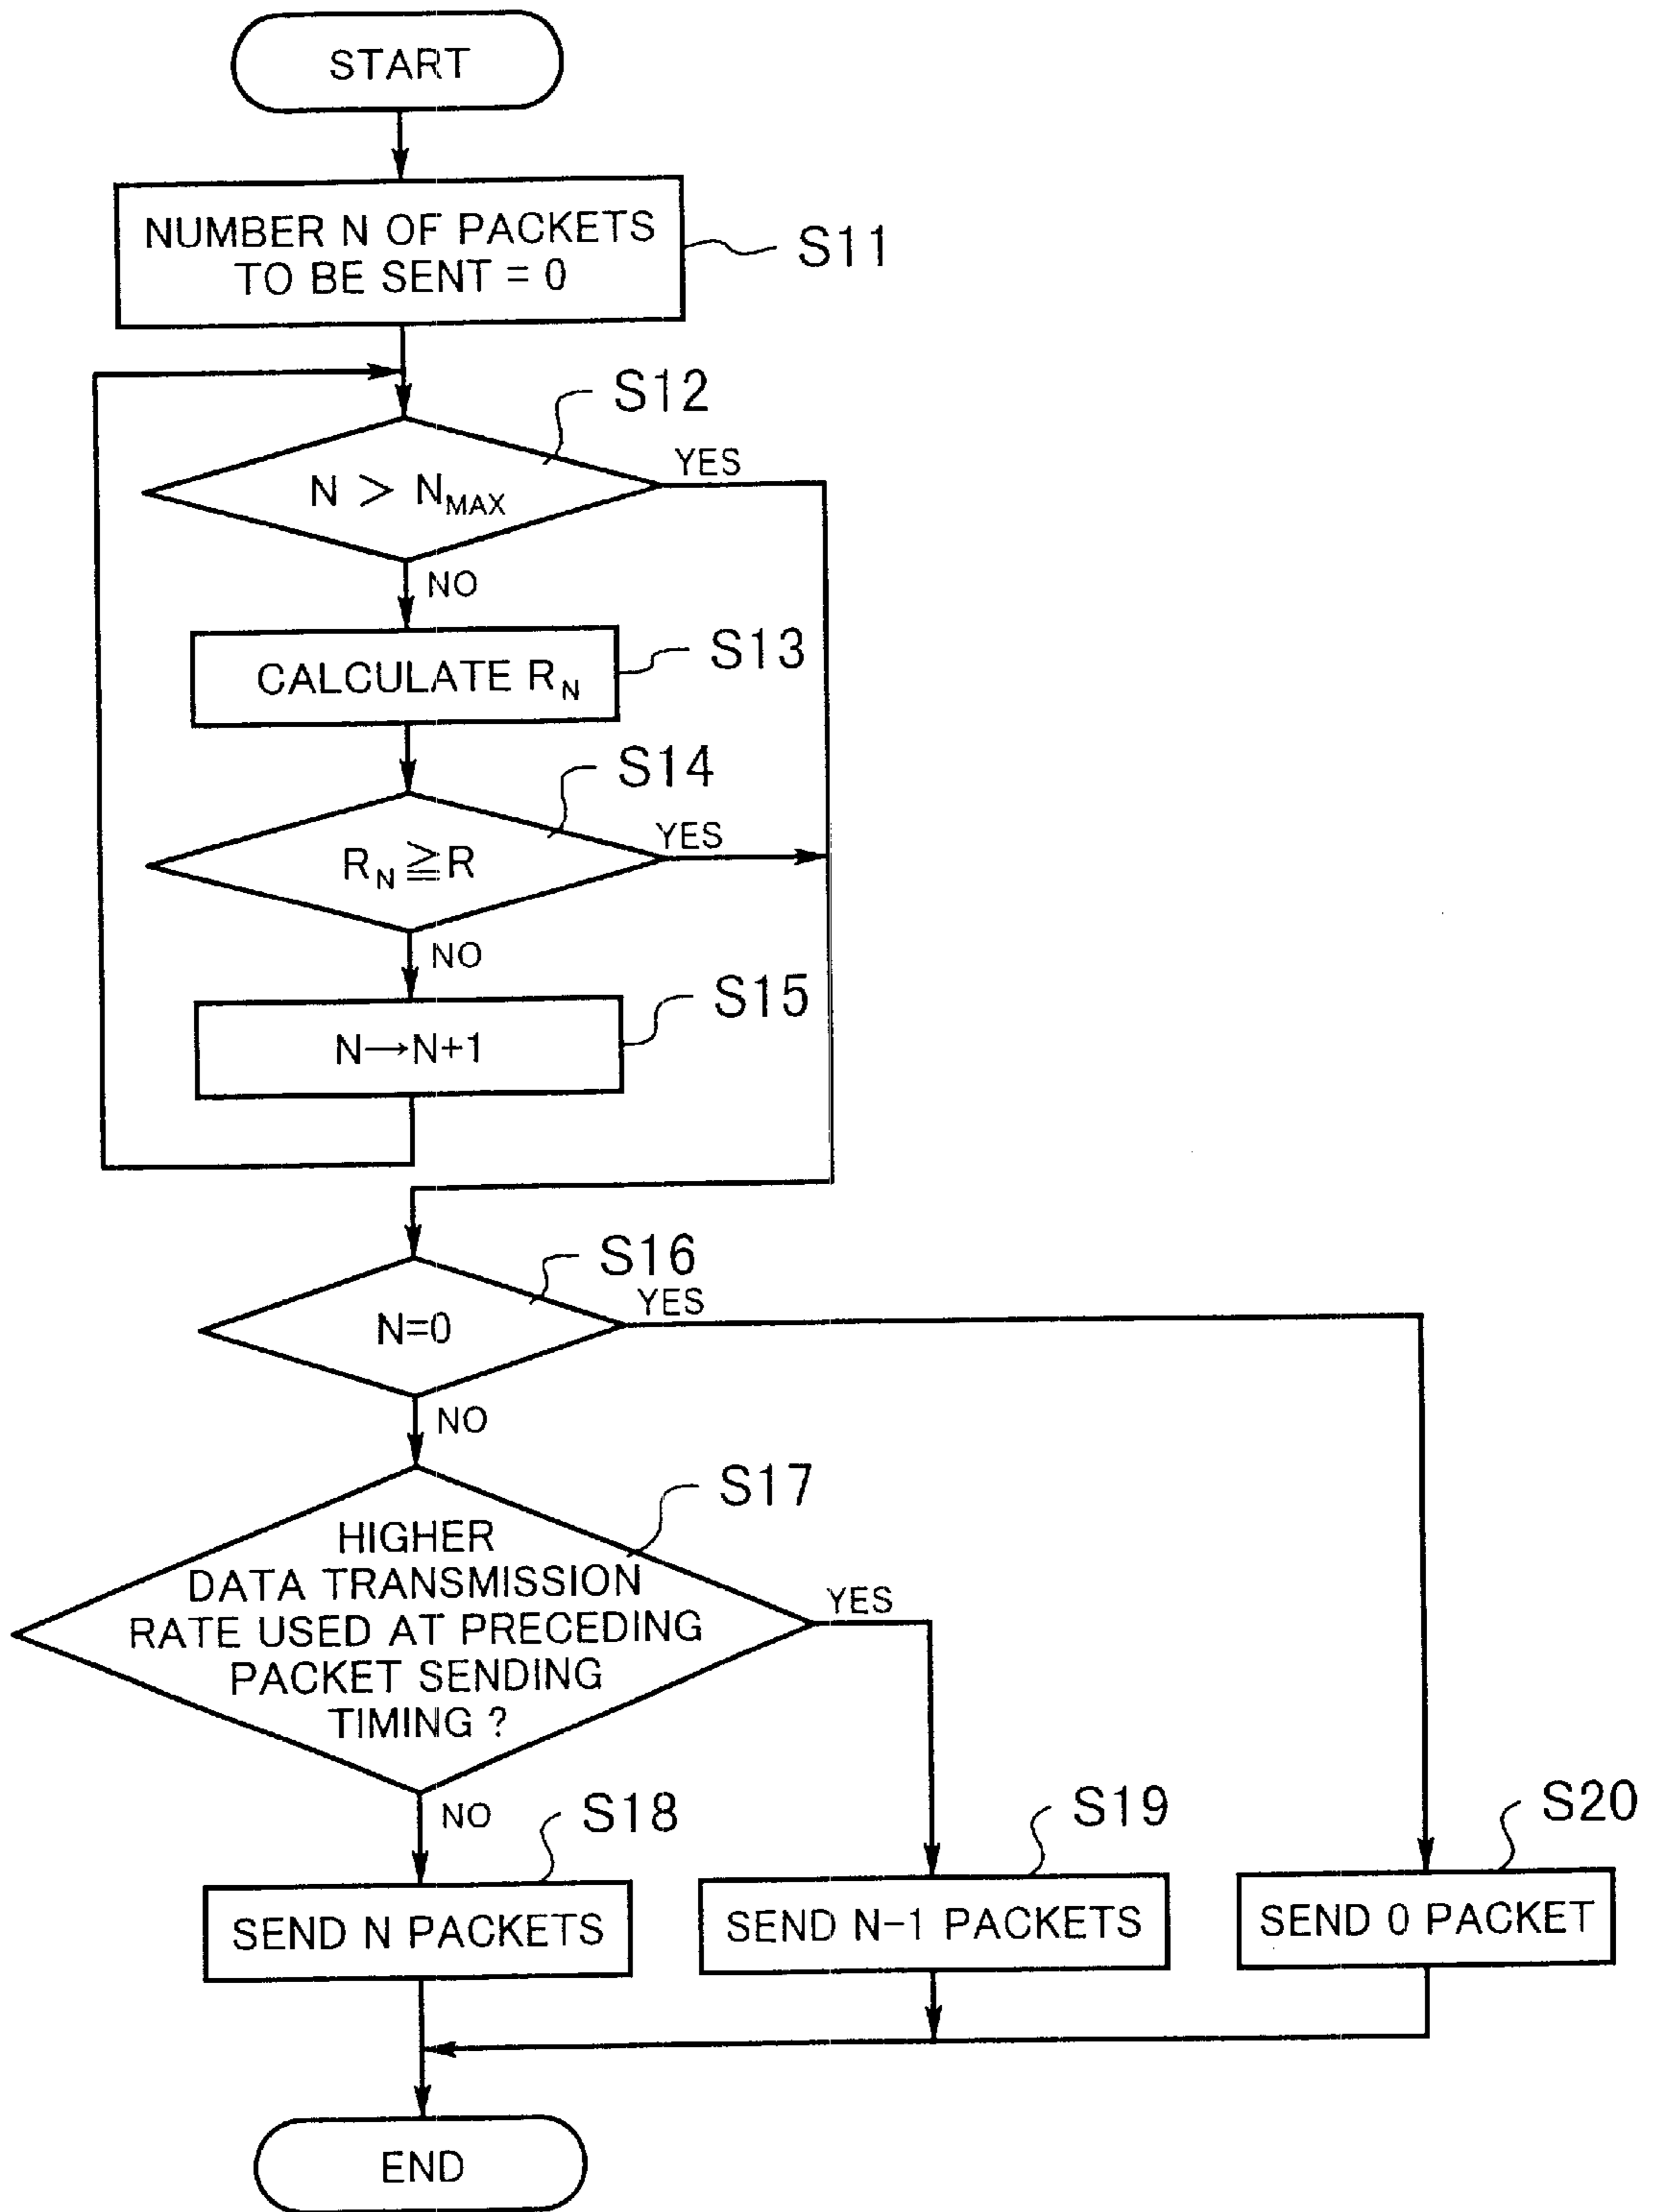 START
NUMBER N OF PACKETS
TO BE SENT = 0
S11
S12
N > NMAX
YES
NO
CALCULATE RN
S13
S14
RN ≧ R
YES
NO
S15
N→N+1
S16
N=0
YES
NO
S17
HIGHER
DATA TRANSMISSION
RATE USED AT PRECEDING
PACKET SENDING
TIMING ?
YES
NO
S18
SEND N PACKETS
S19
SEND N-1 PACKETS
S20
SEND 0 PACKET
END